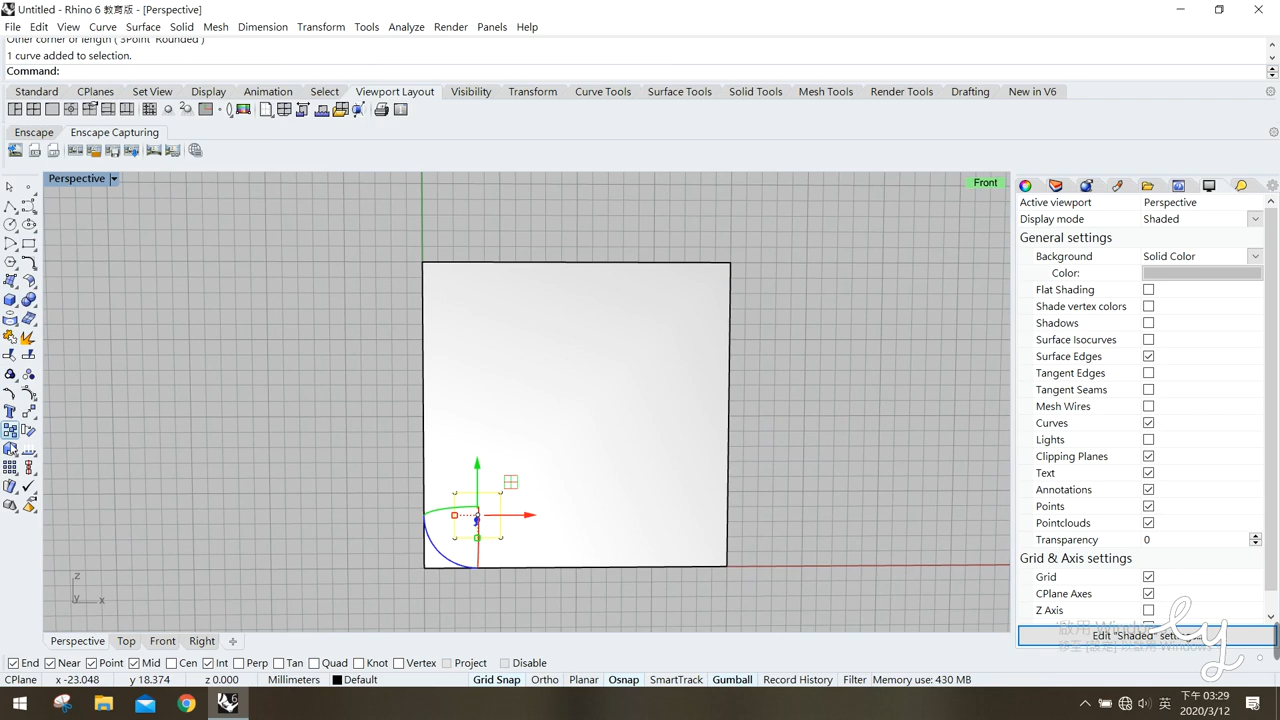 Untitled - Rhino 6 教育版 - [Perspective]
File Edit View Curve Surface Solid Mesh Dimension Transform Tools Analyze Render Panels Help
Other corner or length ( 3Point Rounded )
1 curve added to selection.
Command:
Standard CPlanes Set View Display Animation Select Viewport Layout Visibility Transform Curve Tools Surface Tools Solid Tools Mesh Tools Render Tools Drafting New in V6
Enscape Enscape Capturing
Perspective
Front
Active viewport Perspective
Display mode Shaded
General settings
Background Solid Color
Color:
Flat Shading
Shade vertex colors
Shadows
Surface Isocurves
Surface Edges
Tangent Edges
Tangent Seams
Mesh Wires
Curves
Lights
Clipping Planes
Text
Annotations
Points
Pointclouds
Transparency 0
Grid & Axis settings
Grid
CPlane Axes
Z Axis
z
y x
Perspective Top Front Right
End Near Point Mid Cen Int Perp Tan Quad Knot Vertex Project Disable
CPlane x -23.048 y 18.374 z 0.000 Millimeters Default Grid Snap Ortho Planar Osnap SmartTrack Gumball Record History Filter Memory use: 430 MB
英 下午 03:29
2020/3/12